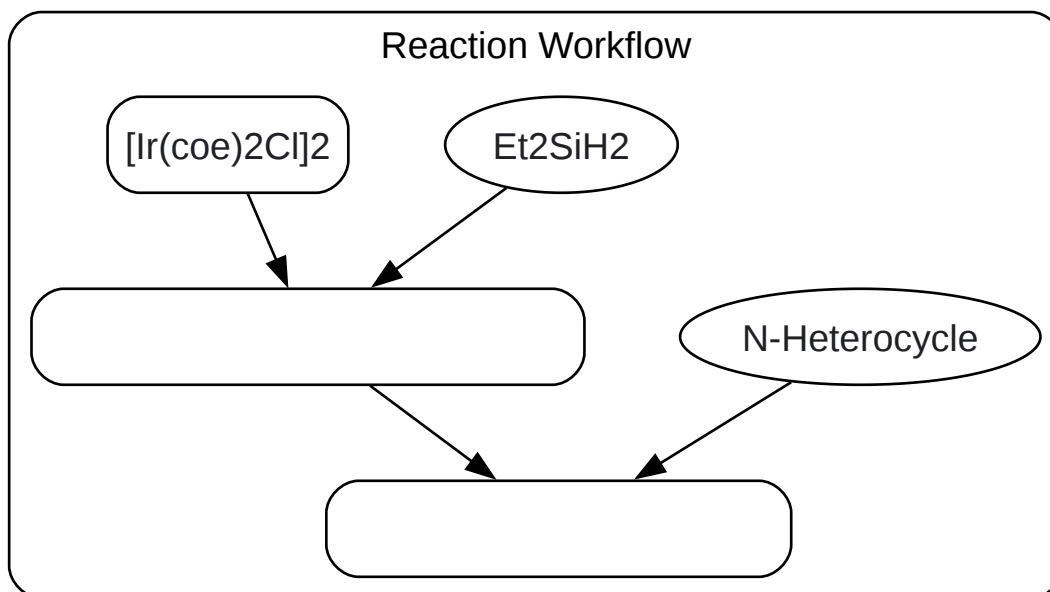 Reaction Workflow
[Ir(coe)2Cl]2
Et2SiH2
N-Heterocycle